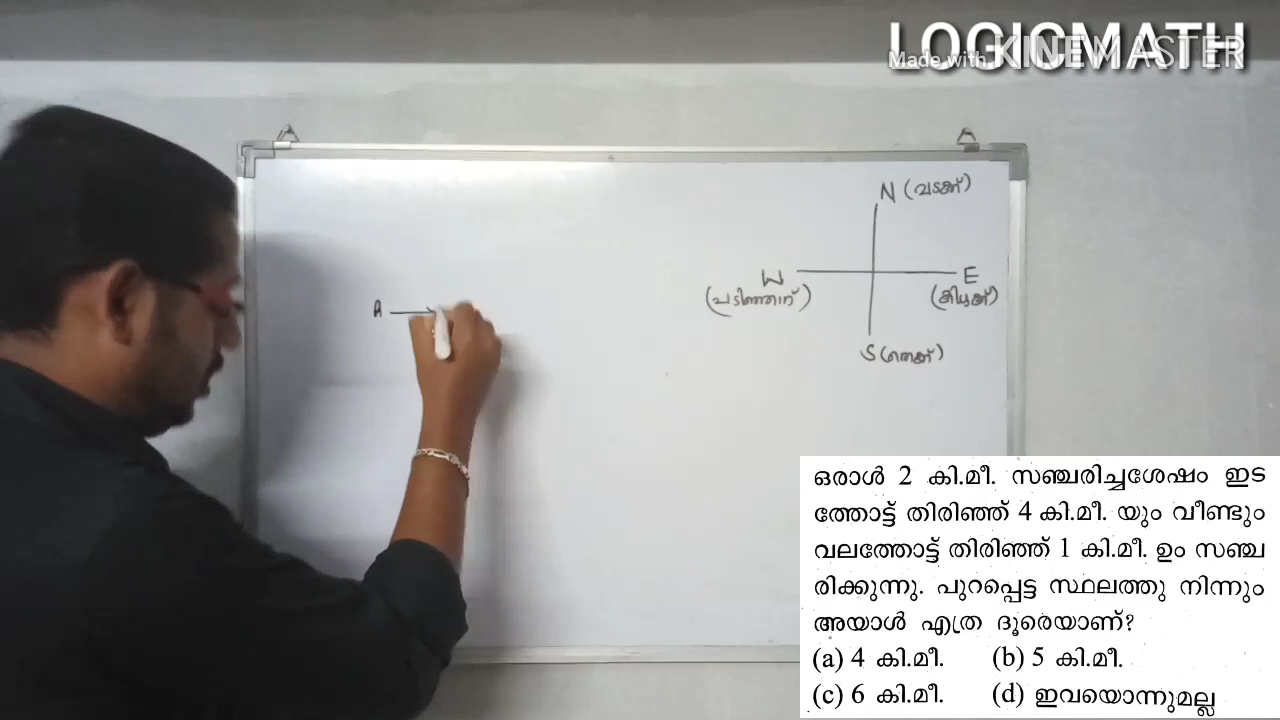 LOGICMATH
Made with KINEMASTER
N (വടക്ക്)
W
E
(പടിഞ്ഞാറ്)
(കിഴക്ക്)
A
S (തെക്ക്)
ഒരാൾ 2 കി.മീ. സഞ്ചരിച്ചശേഷം ഇട
ത്തോട്ട് തിരിഞ്ഞ് 4 കി.മീ. യും വീണ്ടും
വലത്തോട്ട് തിരിഞ്ഞ് 1 കി.മീ. ഉം സഞ്ച
രിക്കുന്നു. പുറപ്പെട്ട സ്ഥലത്തു നിന്നും
അയാൾ എത്ര ദൂരെയാണ്?
(a) 4 കി.മീ. (b) 5 കി.മീ.
(c) 6 കി.മീ. (d) ഇവയൊന്നുമല്ല